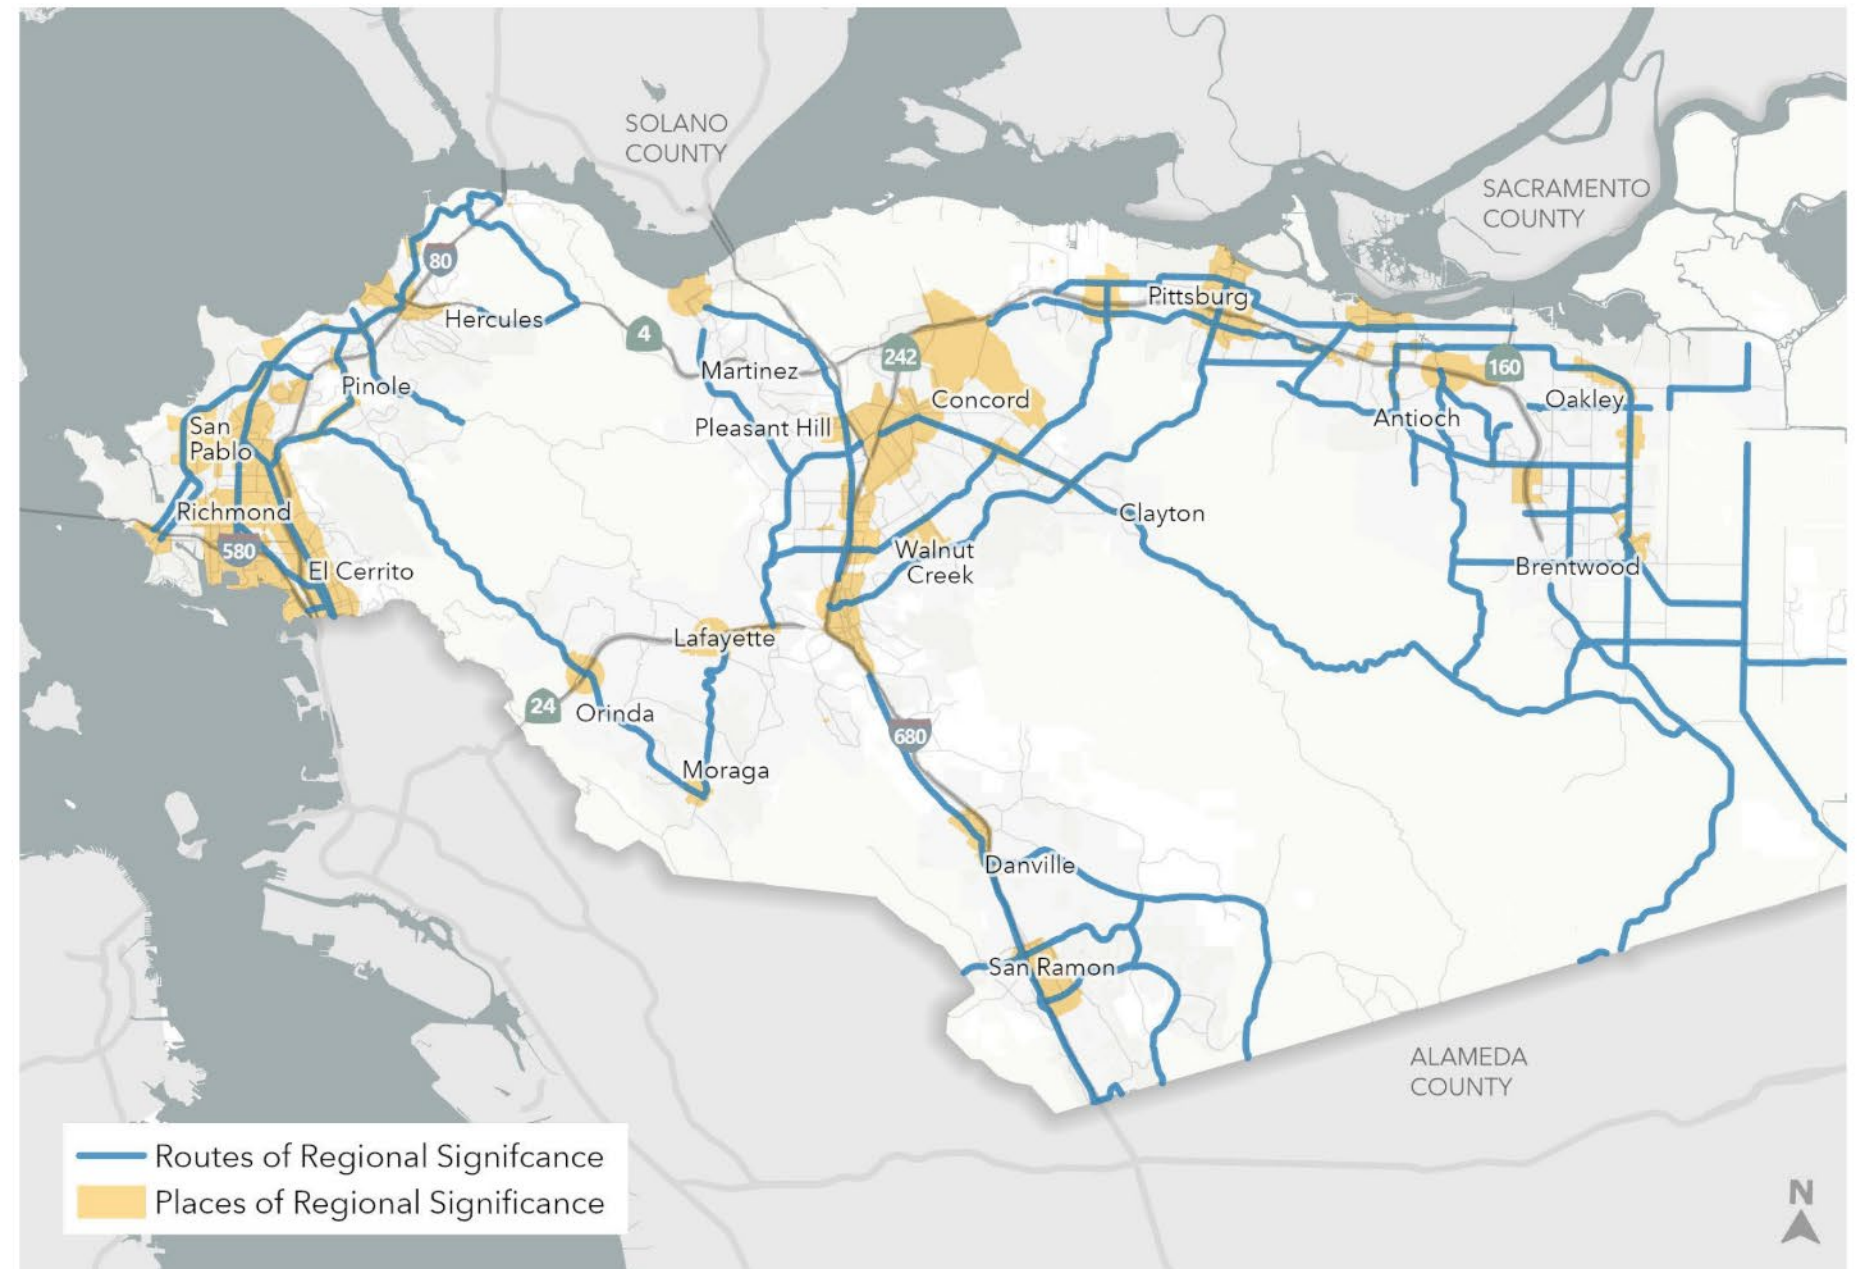 SOLANO
COUNTY
SACRAMENTO
COUNTY
80
Hercules
4
Martinez
242
Pittsburg
160
Pinole
Concord
Oakley
Antioch
San
Pablo
Pleasant Hill
Richmond
580
El Cerrito
Clayton
Walnut
Creek
Brentwood
Lafayette
24
Orinda
680
Moraga
Danville
San Ramon
ALAMEDA
COUNTY
Routes of Regional Signifcance
Places of Regional Significance
N